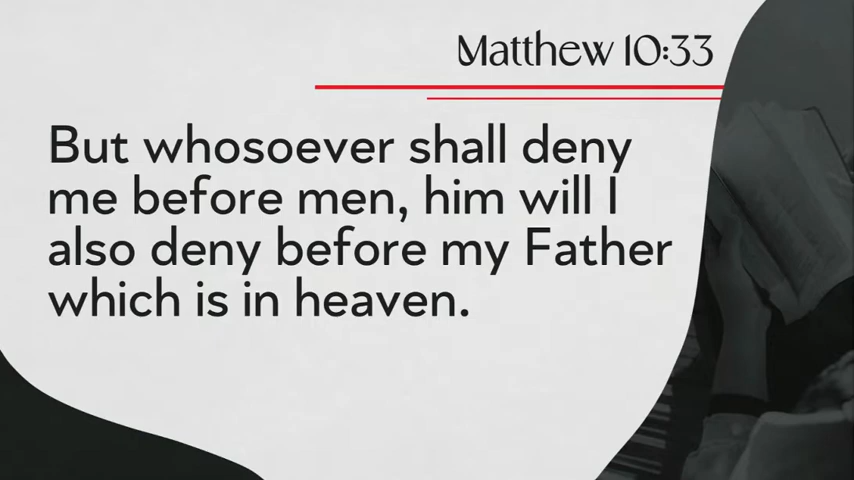 Matthew 10:33
But whosoever shall deny
me before men, him will I
also deny before my Father
which is in heaven.